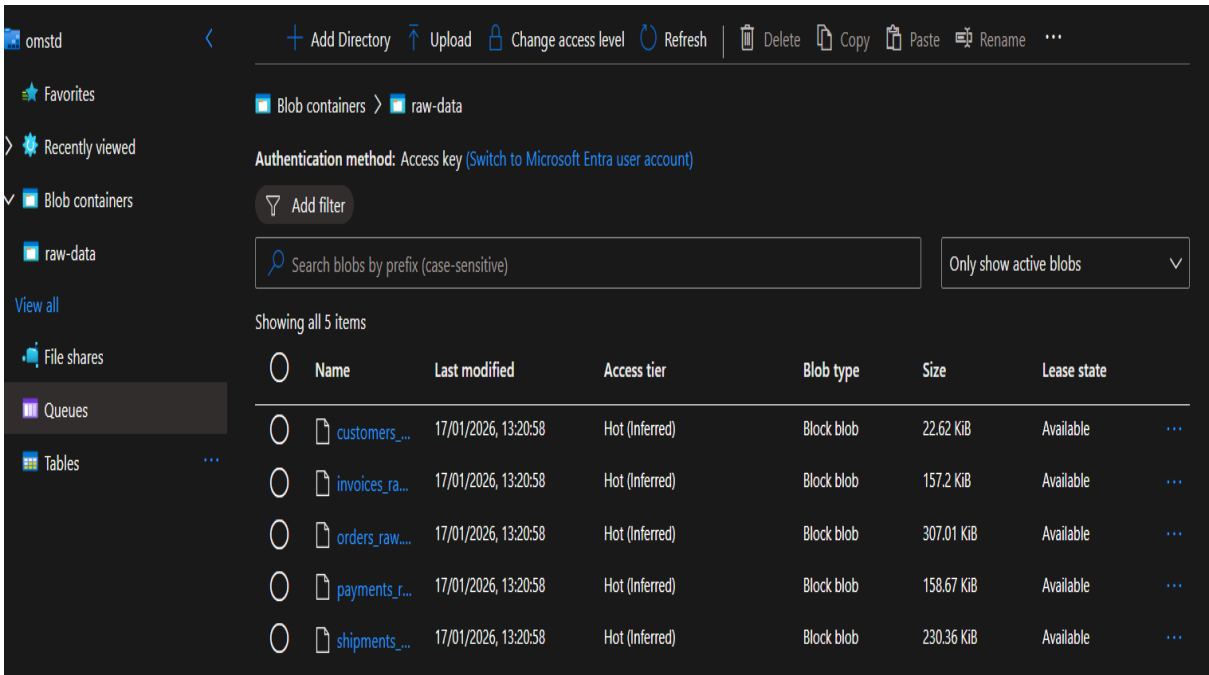 omstd
Favorites
Recently viewed
Blob containers
raw-data
View all
File shares
Queues
Tables
Add Directory Upload Change access level Refresh Delete Copy Paste Rename
Blob containers > raw-data
Authentication method: Access key (Switch to Microsoft Entra user account)
Add filter
Search blobs by prefix (case-sensitive) Only show active blobs
Showing all 5 items
Name Last modified Access tier Blob type Size Lease state
customers_... 17/01/2026, 13:20:58 Hot (Inferred) Block blob 22.62 KiB Available
invoices_ra... 17/01/2026, 13:20:58 Hot (Inferred) Block blob 157.2 KiB Available
orders_raw.... 17/01/2026, 13:20:58 Hot (Inferred) Block blob 307.01 KiB Available
payments_r... 17/01/2026, 13:20:58 Hot (Inferred) Block blob 158.67 KiB Available
shipments_... 17/01/2026, 13:20:58 Hot (Inferred) Block blob 230.36 KiB Available